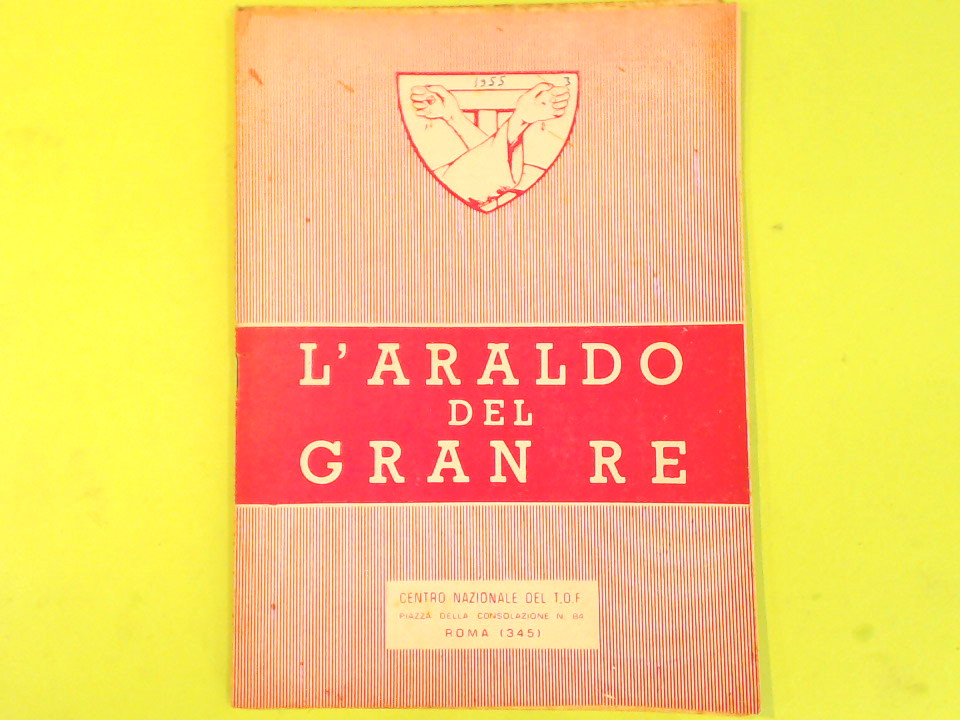 1955 3
L'ARALDO
DEL
GRAN RE
CENTRO NAZIONALE DEL T.O.F
PIAZZA DELLA CONSOLAZIONE N. 84
ROMA (345)